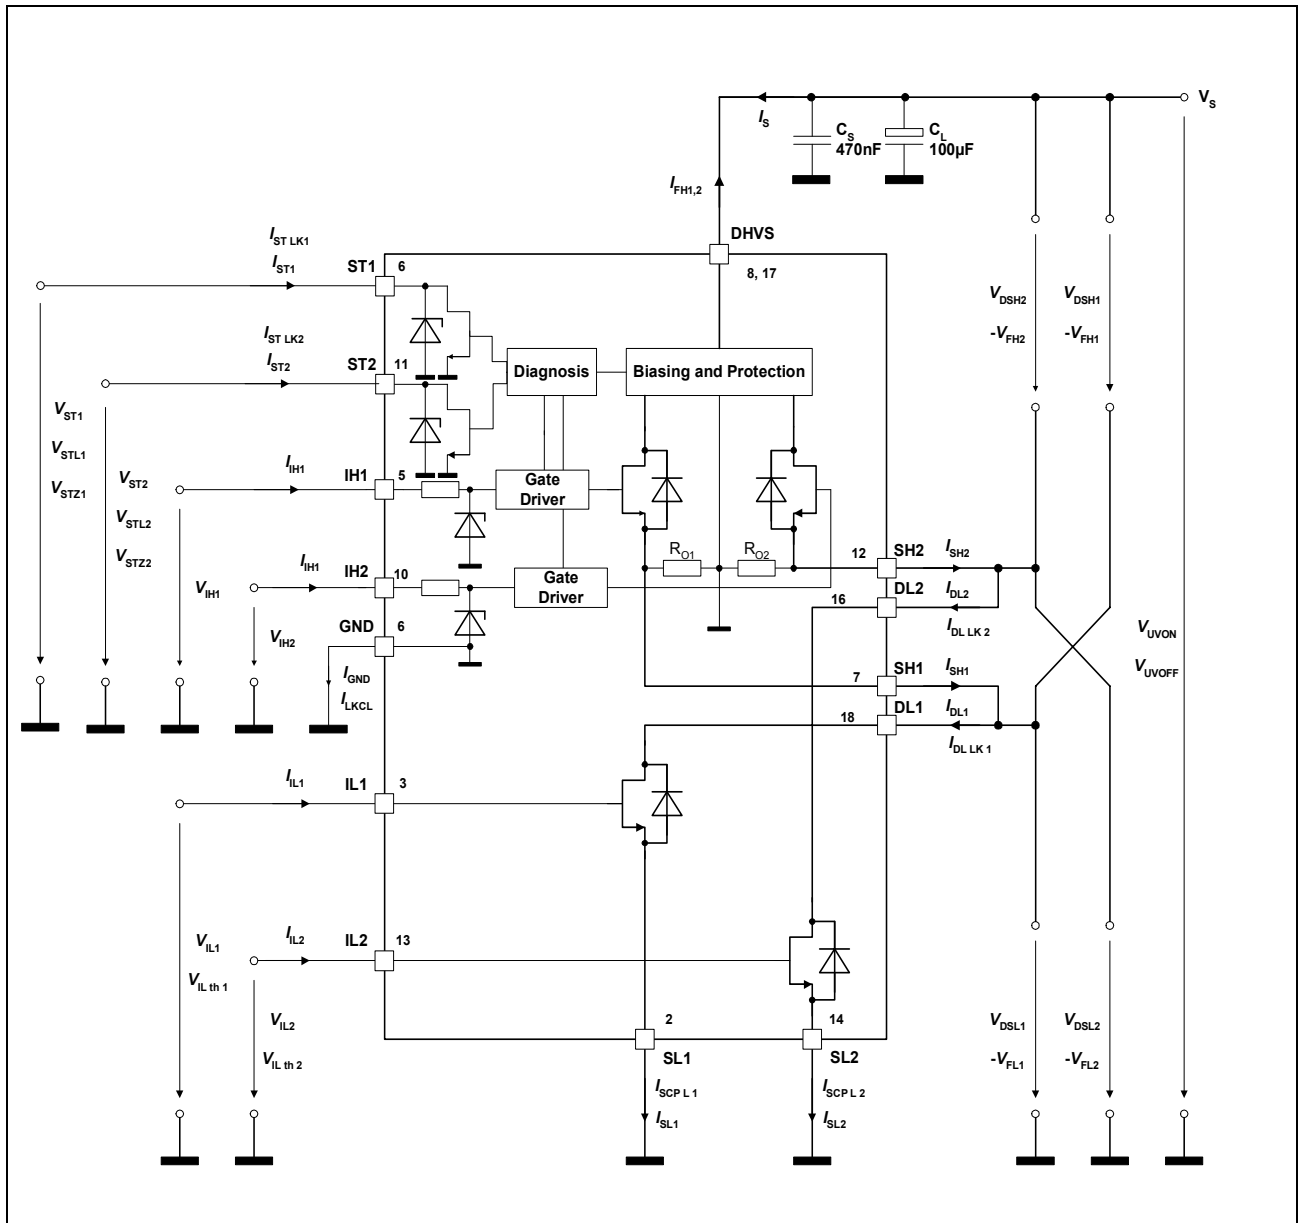 V_S
I_S
C_S
470nF
C_L
100µF
I_FH1,2
DHVS
8, 17
I_ST LK1
I_ST1
ST1
6
I_ST LK2
I_ST2
ST2
11
Diagnosis
Biasing and Protection
V_DSH2
-V_FH2
V_DSH1
-V_FH1
V_ST1
V_STL1
V_STZ1
V_ST2
V_STL2
V_STZ2
I_IH1
IH1
5
Gate
Driver
R_O1
R_O2
12
SH2
I_SH2
V_IH1
I_IH1
IH2
10
Gate
Driver
16
DL2
I_DL2
I_DL LK 2
V_IH2
GND
6
I_GND
I_LKCL
V_UVON
V_UVOFF
7
SH1
I_SH1
18
DL1
I_DL1
I_DL LK 1
I_IL1
IL1
3
V_IL1
V_IL th 1
I_IL2
IL2
13
V_IL2
V_IL th 2
2
SL1
14
SL2
V_DSL1
-V_FL1
V_DSL2
-V_FL2
I_SCP L 1
I_SL1
I_SCP L 2
I_SL2